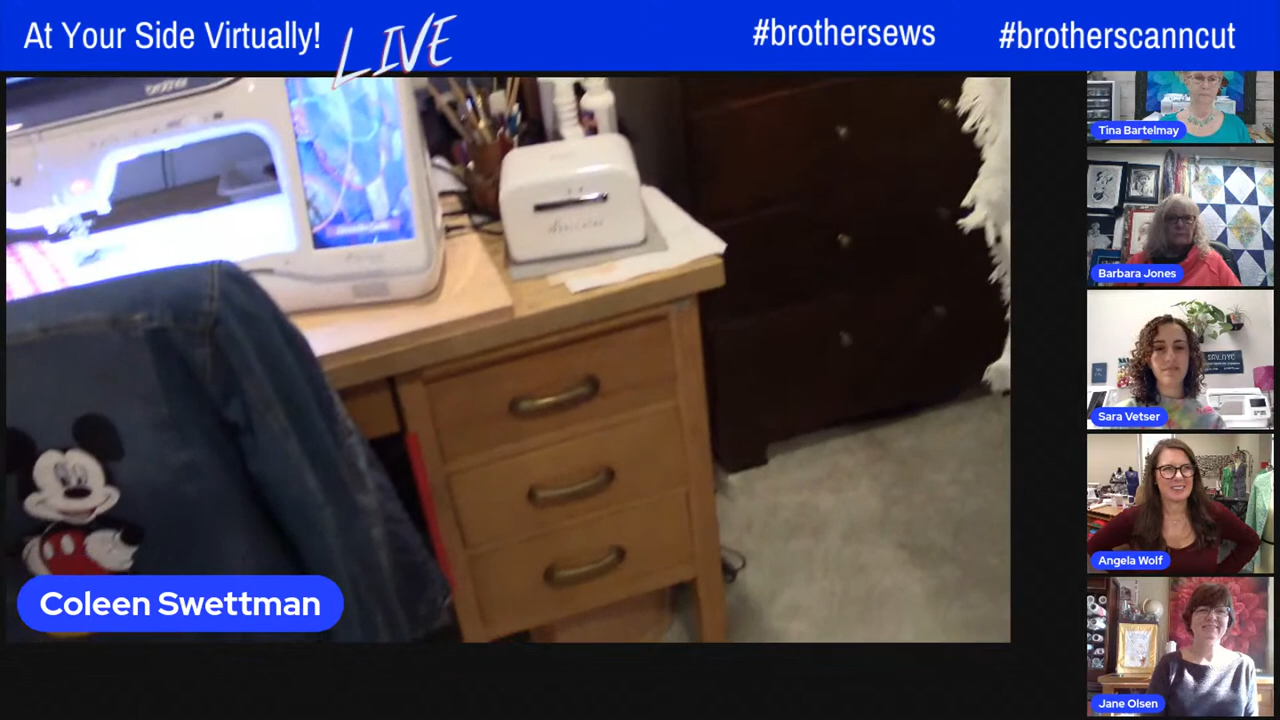 At Your Side Virtually!
LIVE
#brothersews
#brotherscanncut
brother
Tina Bartelmay
Barbara Jones
Sara Vetser
Angela Wolf
Coleen Swettman
Jane Olsen